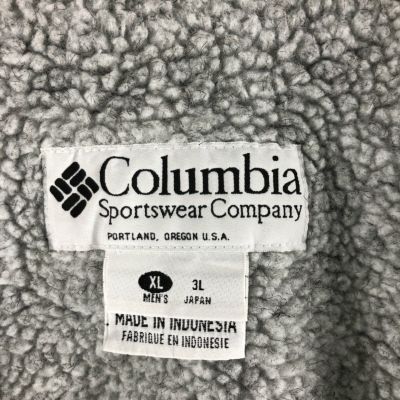 Columbia
Sportswear Company
PORTLAND, OREGON U.S.A.
XL 3L
MEN'S JAPAN
MADE IN INDONESIA
FABRIQUE EN INDONESIE